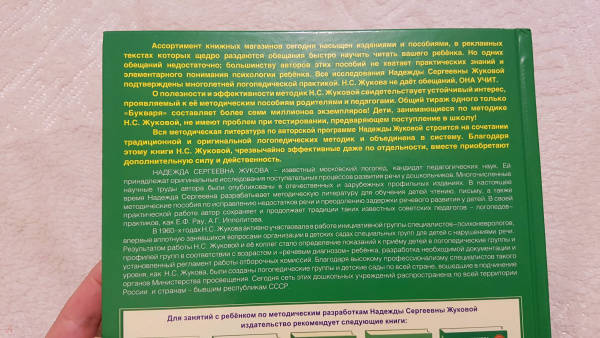 Ассортимент книжных магазинов сегодня насыщен изданиями и пособиями, в рекламных
текстах которых щедро раздаются обещания быстро научить читать вашего ребёнка. Но одних
обещаний недостаточно; большинству авторов этих пособий не хватает практических знаний и
элементарного понимания психологии ребёнка. Все исследования Надежды Сергеевны Жуковой
подтверждены многолетней логопедической практикой. Н.С. Жукова не даёт обещаний, ОНА УЧИТ.
О полезности и эффективности методик Н.С. Жуковой свидетельствует устойчивый интерес,
проявляемый к её методическим пособиям родителями и педагогами. Общий тираж одного только
«Букваря» составляет более семи миллионов экземпляров! Дети, занимающиеся по методике
Н.С. Жуковой, не имеют проблем при тестировании, предваряющем поступление в школу!
Вся методическая литература по авторской программе Надежды Жуковой строится на сочетании
традиционной и оригинальной логопедических методик и объединена в систему. Благодаря
этому книги Н.С. Жуковой, чрезвычайно эффективные даже по отдельности, вместе приобретают
дополнительную силу и действенность.
НАДЕЖДА СЕРГЕЕВНА ЖУКОВА – известный московский логопед, кандидат педагогических наук. Ей
принадлежат оригинальные исследования поступательных процессов развития речи у дошкольников. Многочисленные
научные труды автора были опубликованы в отечественных и зарубежных профильных изданиях. В настоящее
время Надежда Сергеевна разрабатывает методическую литературу для обучения детей чтению, письму, а также
методические пособия по исправлению недостатков речи и преодолению задержки речевого развития у детей. В своей
практической работе автор сохраняет и продолжает традиции таких известных советских педагогов – логопедов–
практиков, как Е.Ф. Рау, А.Г. Ипполитова.
В 1960–х годах Н.С. Жукова активно участвовала в работе инициативной группы специалистов–психоневрологов,
впервые вплотную занявшихся вопросами организации в детских садах специальных групп для детей с нарушениями речи.
Результатом работы Н.С. Жуковой и её коллег стало определение показаний к приёму детей в логопедические группы и
профилей групп в соответствии с возрастом и «речевым диагнозом» ребёнка, разработка необходимого документа и
установленный регламент работы отборочных комиссий. Благодаря высокому профессионализму специалистов такого
уровня, как Н.С. Жукова, были созданы логопедические группы и детские сады по всей стране, вошедшие в подчинение
органов Министерства просвещения. Сегодня сеть этих дошкольных учреждений распространена по всей территории
России и странам – бывшим республикам СССР.
Для занятий с ребёнком по методическим разработкам Надежды Сергеевны Жуковой
издательство рекомендует следующие книги: